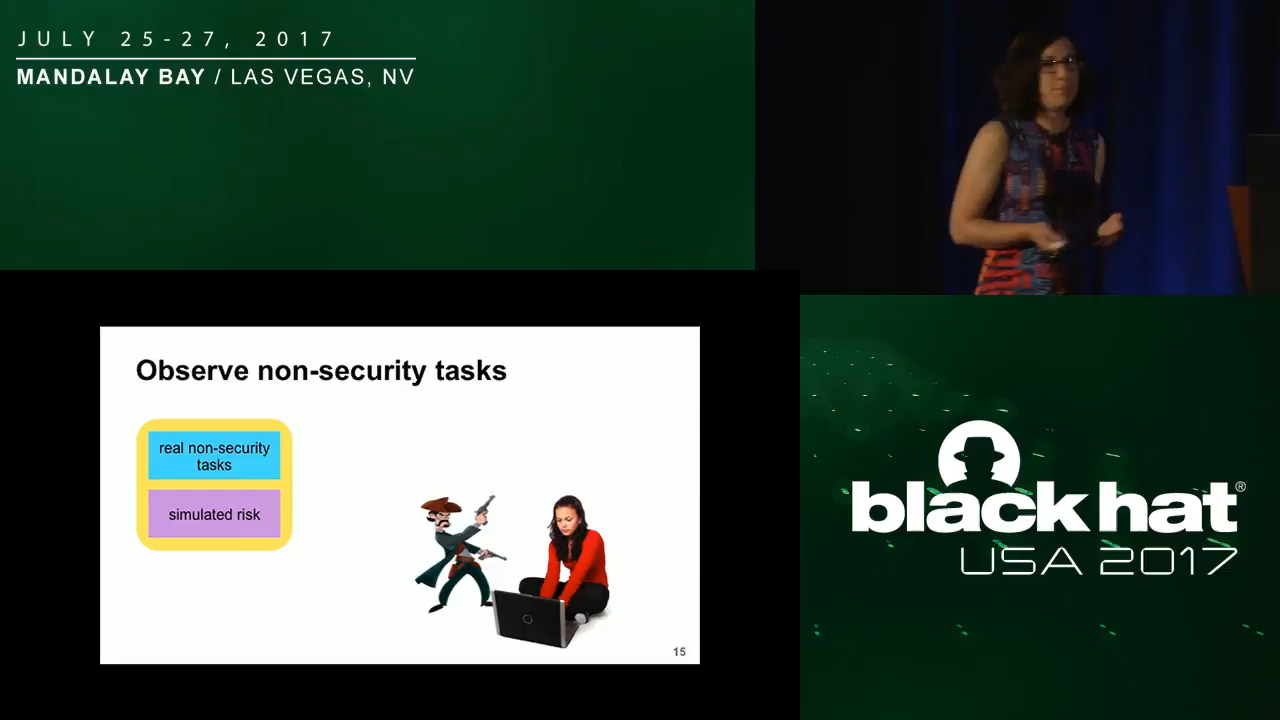 JULY 25-27, 2017
MANDALAY BAY / LAS VEGAS, NV
Observe non-security tasks
real non-security
tasks
simulated risk
15
black hat®
USA 2017